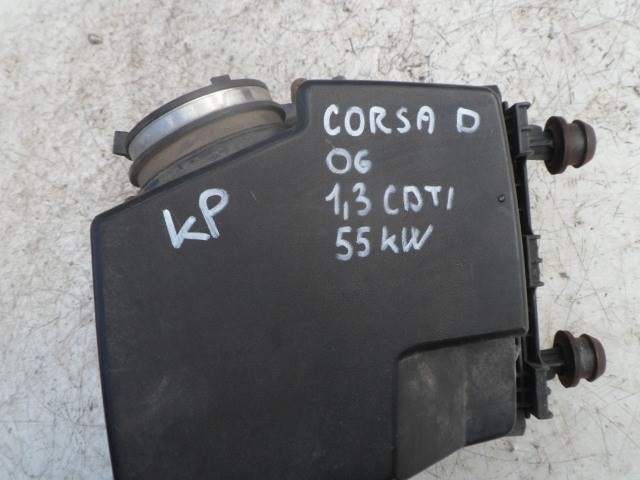 CORSA D
06
1,3 CDTI
55 kW
KP